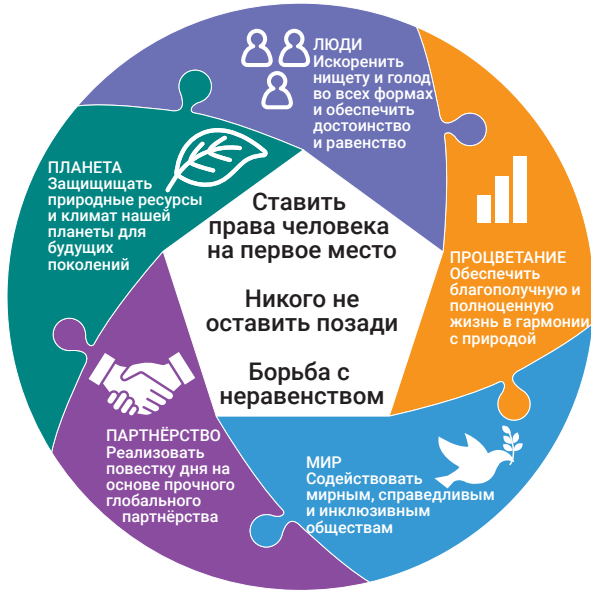 ЛЮДИ
Искоренить
нищету и голод
во всех формах
и обеспечить
достоинство
и равенство
ПЛАНЕТА
Защищищать
природные ресурсы
и климат нашей
планеты для
будущих
поколений
Ставить
права человека
на первое место
Никого не
оставить позади
Борьба с
неравенством
ПРОЦВЕТАНИЕ
Обеспечить
благополучную и
полноценную
жизнь в гармонии
с природой
ПАРТНЁРСТВО
Реализовать
повестку дня на
основе прочного
глобального
партнёрства
МИР
Содействовать
мирным, справедливым
и инклюзивным
обществам